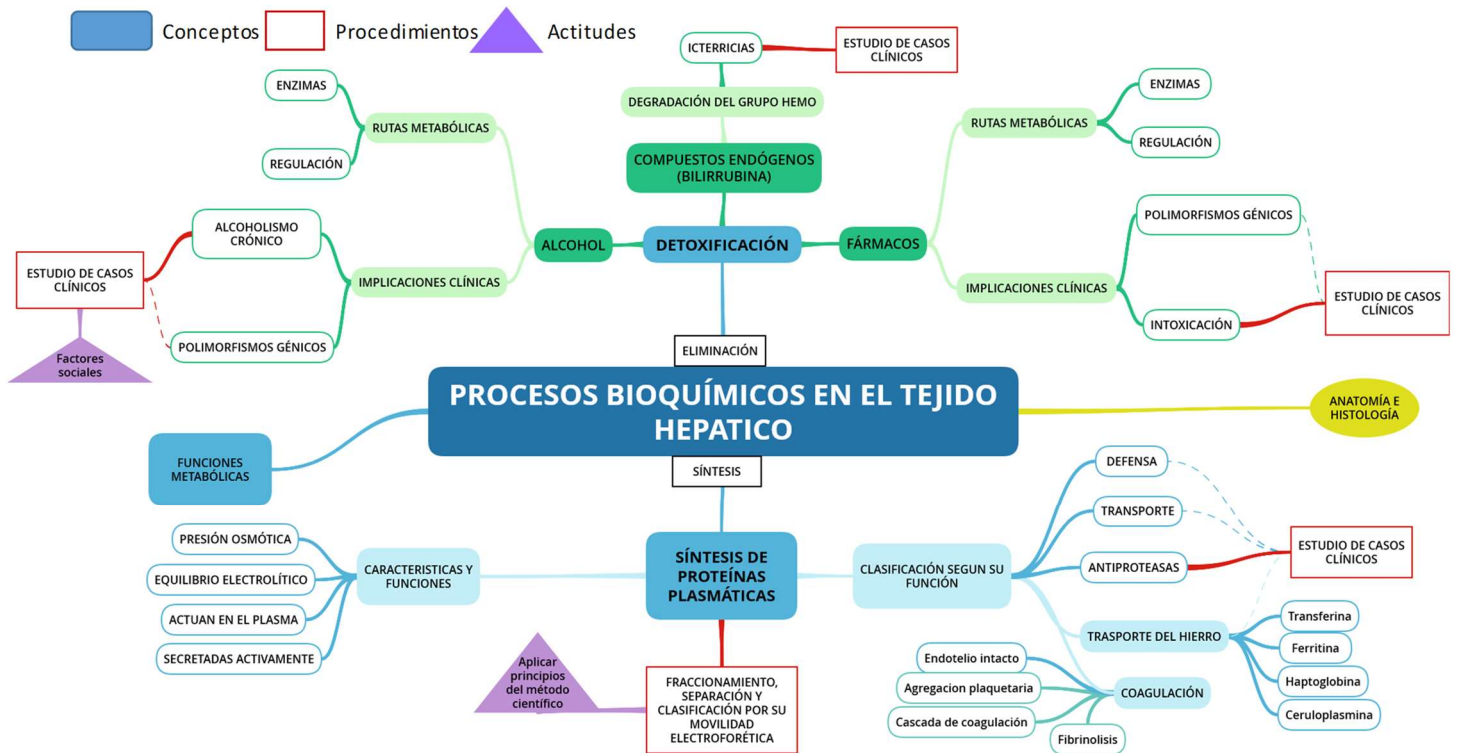 Conceptos
Procedimientos
Actitudes
ICTERRICIAS
ESTUDIO DE CASOS
CLÍNICOS
DEGRADACIÓN DEL GRUPO HEMO
COMPUESTOS ENDÓGENOS
(BILIRRUBINA)
ENZIMAS
RUTAS METABÓLICAS
REGULACIÓN
ENZIMAS
RUTAS METABÓLICAS
REGULACIÓN
ALCOHOLISMO
CRÓNICO
ALCOHOL
DETOXIFICACIÓN
FÁRMACOS
POLIMORFISMOS GÉNICOS
ESTUDIO DE CASOS
CLÍNICOS
IMPLICACIONES CLÍNICAS
IMPLICACIONES CLÍNICAS
ESTUDIO DE CASOS
CLÍNICOS
POLIMORFISMOS GÉNICOS
INTOXICACIÓN
Factores
sociales
ELIMINACIÓN
PROCESOS BIOQUÍMICOS EN EL TEJIDO
HEPATICO
ANATOMÍA E
HISTOLOGÍA
FUNCIONES
METABÓLICAS
SÍNTESIS
PRESIÓN OSMÓTICA
EQUILIBRIO ELECTROLÍTICO
ACTUAN EN EL PLASMA
SECRETADAS ACTIVAMENTE
CARACTERISTICAS Y
FUNCIONES
SÍNTESIS DE
PROTEÍNAS
PLASMÁTICAS
CLASIFICACIÓN SEGUN SU
FUNCIÓN
DEFENSA
TRANSPORTE
ANTIPROTEASAS
ESTUDIO DE CASOS
CLÍNICOS
TRASPORTE DEL HIERRO
Transferina
Ferritina
Haptoglobina
Ceruloplasmina
COAGULACIÓN
Endotelio intacto
Agregacion plaquetaria
Cascada de coagulación
Fibrinolisis
Aplicar
principios
del método
científico
FRACCIONAMIENTO,
SEPARACIÓN Y
CLASIFICACIÓN POR SU
MOVILIDAD
ELECTROFORÉTICA